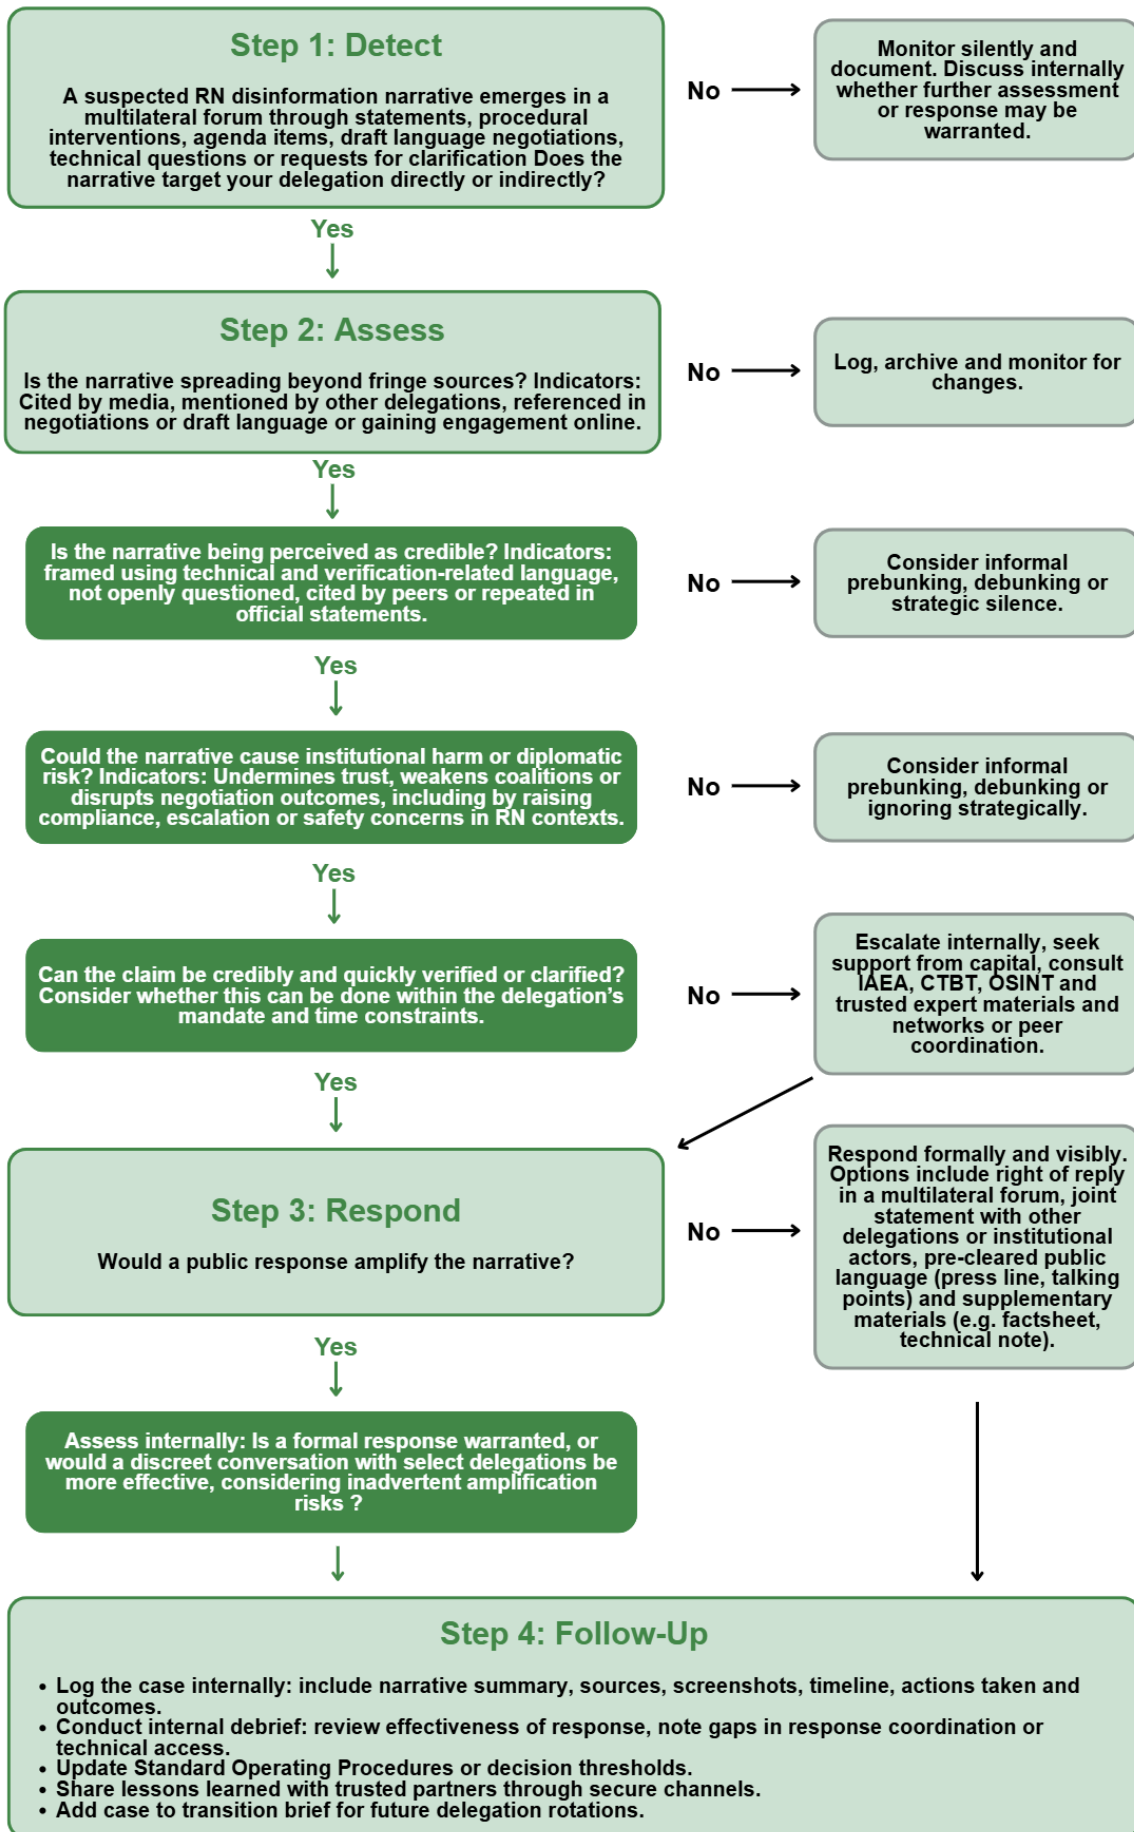 Step 1: Detect
A suspected RN disinformation narrative emerges in a
multilateral forum through statements, procedural
interventions, agenda items, draft language negotiations,
technical questions or requests for clarification Does the
narrative target your delegation directly or indirectly?
No
Monitor silently and
document. Discuss internally
whether further assessment
or response may be
warranted.
Yes
Step 2: Assess
Is the narrative spreading beyond fringe sources? Indicators:
Cited by media, mentioned by other delegations, referenced in
negotiations or draft language or gaining engagement online.
No
Log, archive and monitor for
changes.
Yes
Is the narrative being perceived as credible? Indicators:
framed using technical and verification-related language,
not openly questioned, cited by peers or repeated in
official statements.
No
Consider informal
prebunking, debunking or
strategic silence.
Yes
Could the narrative cause institutional harm or diplomatic
risk? Indicators: Undermines trust, weakens coalitions or
disrupts negotiation outcomes, including by raising
compliance, escalation or safety concerns in RN contexts.
No
Consider informal
prebunking, debunking or
ignoring strategically.
Yes
Can the claim be credibly and quickly verified or clarified?
Consider whether this can be done within the delegation's
mandate and time constraints.
No
Escalate internally, seek
support from capital, consult
IAEA, CTBT, OSINT and
trusted expert materials and
networks or peer
coordination.
Yes
Step 3: Respond
Would a public response amplify the narrative?
No
Respond formally and visibly.
Options include right of reply
in a multilateral forum, joint
statement with other
delegations or institutional
actors, pre-cleared public
language (press line, talking
points) and supplementary
materials (e.g. factsheet,
technical note).
Yes
Assess internally: Is a formal response warranted, or
would a discreet conversation with select delegations be
more effective, considering inadvertent amplification
risks ?
Step 4: Follow-Up
• Log the case internally: include narrative summary, sources, screenshots, timeline, actions taken and
outcomes.
• Conduct internal debrief: review effectiveness of response, note gaps in response coordination or
technical access.
• Update Standard Operating Procedures or decision thresholds.
• Share lessons learned with trusted partners through secure channels.
• Add case to transition brief for future delegation rotations.